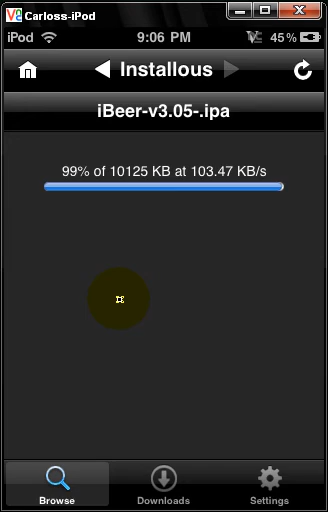 Carloss-iPod
iPod 9:06 PM 45%
Installous
iBeer-v3.05-.ipa
99% of 10125 KB at 103.47 KB/s
Browse Downloads Settings